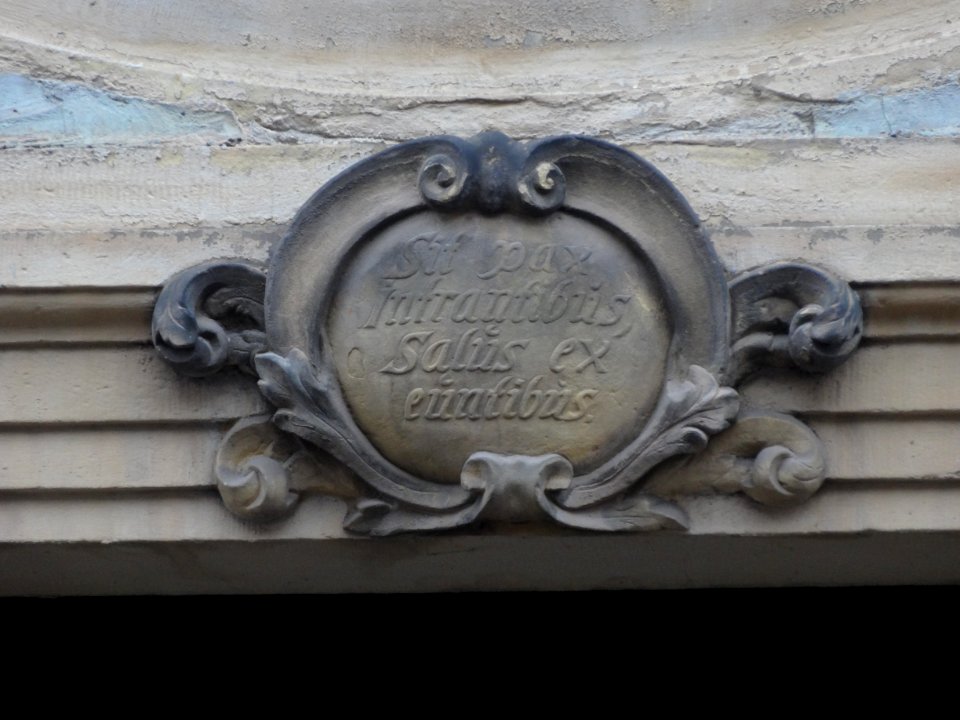 Sit pax
intrantibus,
Salus ex
euntibus.